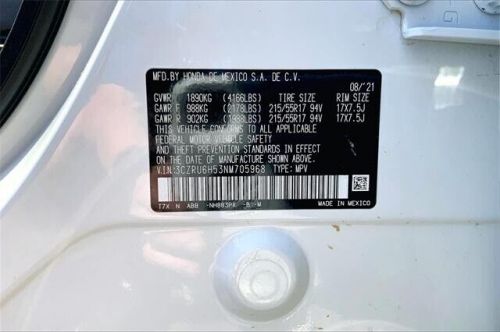 MFD.BY HONDA DE MEXICO S.A. DE C.V.
08/'21
GVWR 1890KG (4166LBS) TIRE SIZE RIM SIZE
GAWR F 988KG (2178LBS) 215/55R17 94V 17X7.5J
GAWR R 902KG (1988LBS) 215/55R17 94V 17X7.5J
THIS VEHICLE CONFORMS TO ALL APPLICABLE
FEDERAL MOTOR VEHICLE SAFETY
AND THEFT PREVENTION STANDARDS IN EFFECT ON
THE DATE OF MANUFACTURE SHOWN ABOVE.
V.I.N:3CZRU6H53NM705968 TYPE: MPV
T7X N ABB -NH883PX -B -M
MADE IN MEXICO